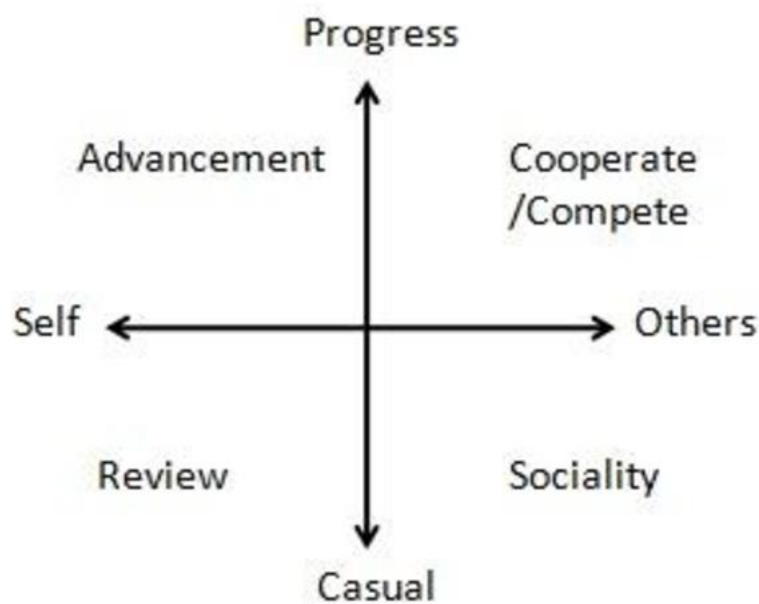 Progress
Advancement
Cooperate
/Compete
Self
Others
Review
Sociality
Casual